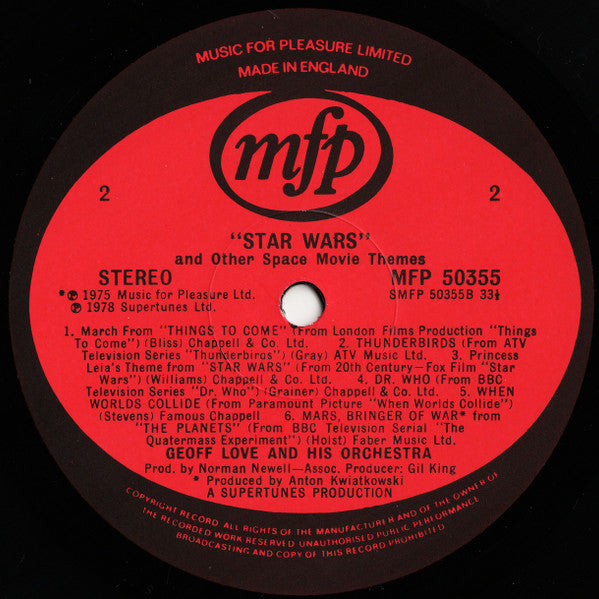 MUSIC FOR PLEASURE LIMITED
MADE IN ENGLAND
mfp
2 2
"STAR WARS"
and Other Space Movie Themes
STEREO MFP 50355
*℗ 1975 Music for Pleasure Ltd. SMFP 50355B 33⅓
℗ 1978 Supertunes Ltd.
1. March From "THINGS TO COME" (From London Films Production "Things
To Come") (Bliss) Chappell & Co. Ltd. 2. THUNDERBIRDS (From ATV
Television Series "Thunderbirds") (Gray) ATV Music Ltd. 3. Princess
Leia's Theme from "STAR WARS" (From 20th Century—Fox Film "Star
Wars") (Williams) Chappell & Co. Ltd. 4. DR. WHO (From BBC
Television Series "Dr. Who") (Grainer) Chappell & Co. Ltd. 5. WHEN
WORLDS COLLIDE (From Paramount Picture "When Worlds Collide")
(Stevens) Famous Chappell 6. MARS, BRINGER OF WAR* from
"THE PLANETS" (From BBC Television Serial "The
Quatermass Experiment") (Holst) Faber Music Ltd.
GEOFF LOVE AND HIS ORCHESTRA
Prod. by Norman Newell—Assoc. Producer: Gil King
* Produced by Anton Kwiatkowski
A SUPERTUNES PRODUCTION
COPYRIGHT RECORD. ALL RIGHTS OF THE MANUFACTURER AND OF THE OWNER OF
THE RECORDED WORK RESERVED UNAUTHORISED PUBLIC PERFORMANCE
BROADCASTING AND COPY OF THIS RECORD PROHIBITED